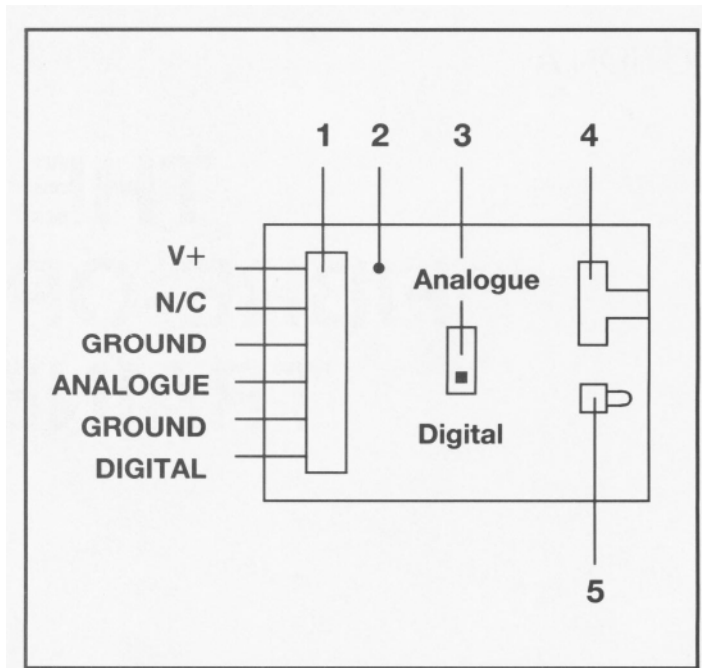 1 2 3 4
V+
Analogue
N/C
GROUND
ANALOGUE
GROUND
Digital
DIGITAL
5